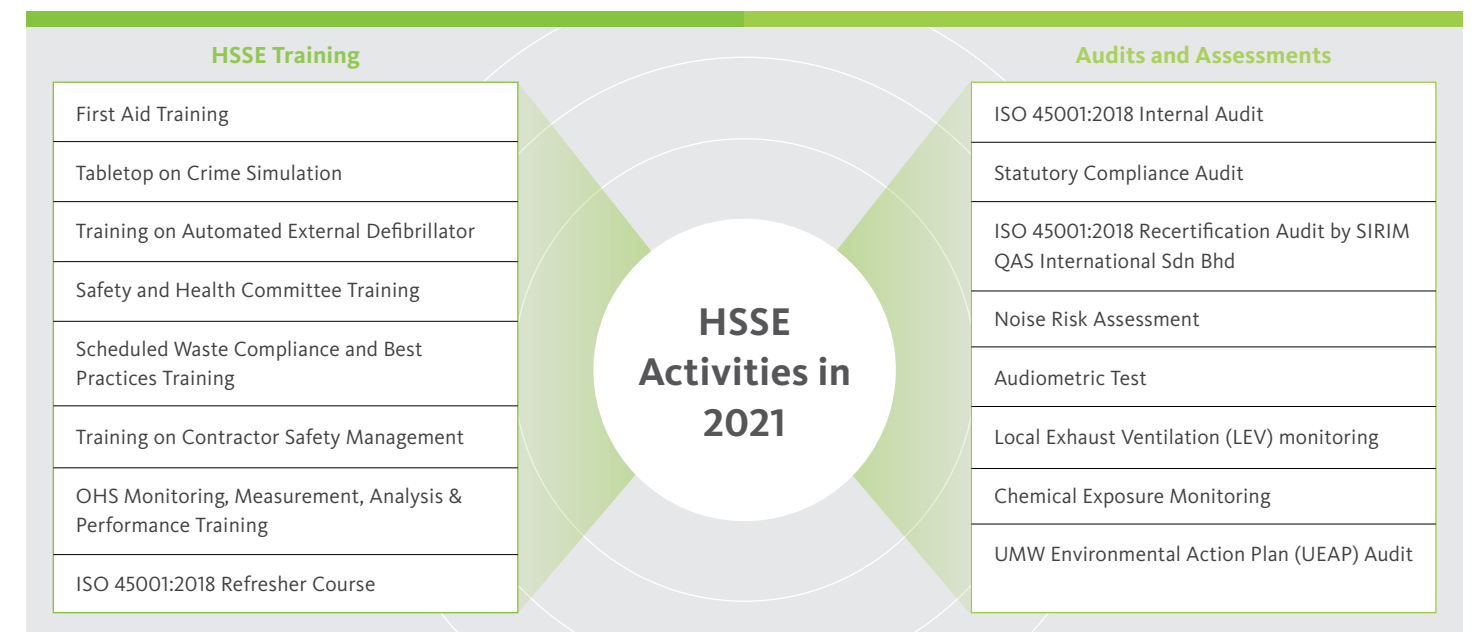 HSSE Training
First Aid Training
Tabletop on Crime Simulation
Training on Automated External Defibrillator
Safety and Health Committee Training
Scheduled Waste Compliance and Best
Practices Training
Training on Contractor Safety Management
OHS Monitoring, Measurement, Analysis &
Performance Training
ISO 45001:2018 Refresher Course
HSSE
Activities in
2021
Audits and Assessments
ISO 45001:2018 Internal Audit
Statutory Compliance Audit
ISO 45001:2018 Recertification Audit by SIRIM
QAS International Sdn Bhd
Noise Risk Assessment
Audiometric Test
Local Exhaust Ventilation (LEV) monitoring
Chemical Exposure Monitoring
UMW Environmental Action Plan (UEAP) Audit